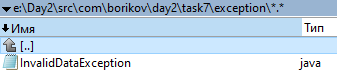 e:\Day2\src\com\borikov\day2\task7\exception\*.*
Имя Тип
[..]
InvalidDataException java